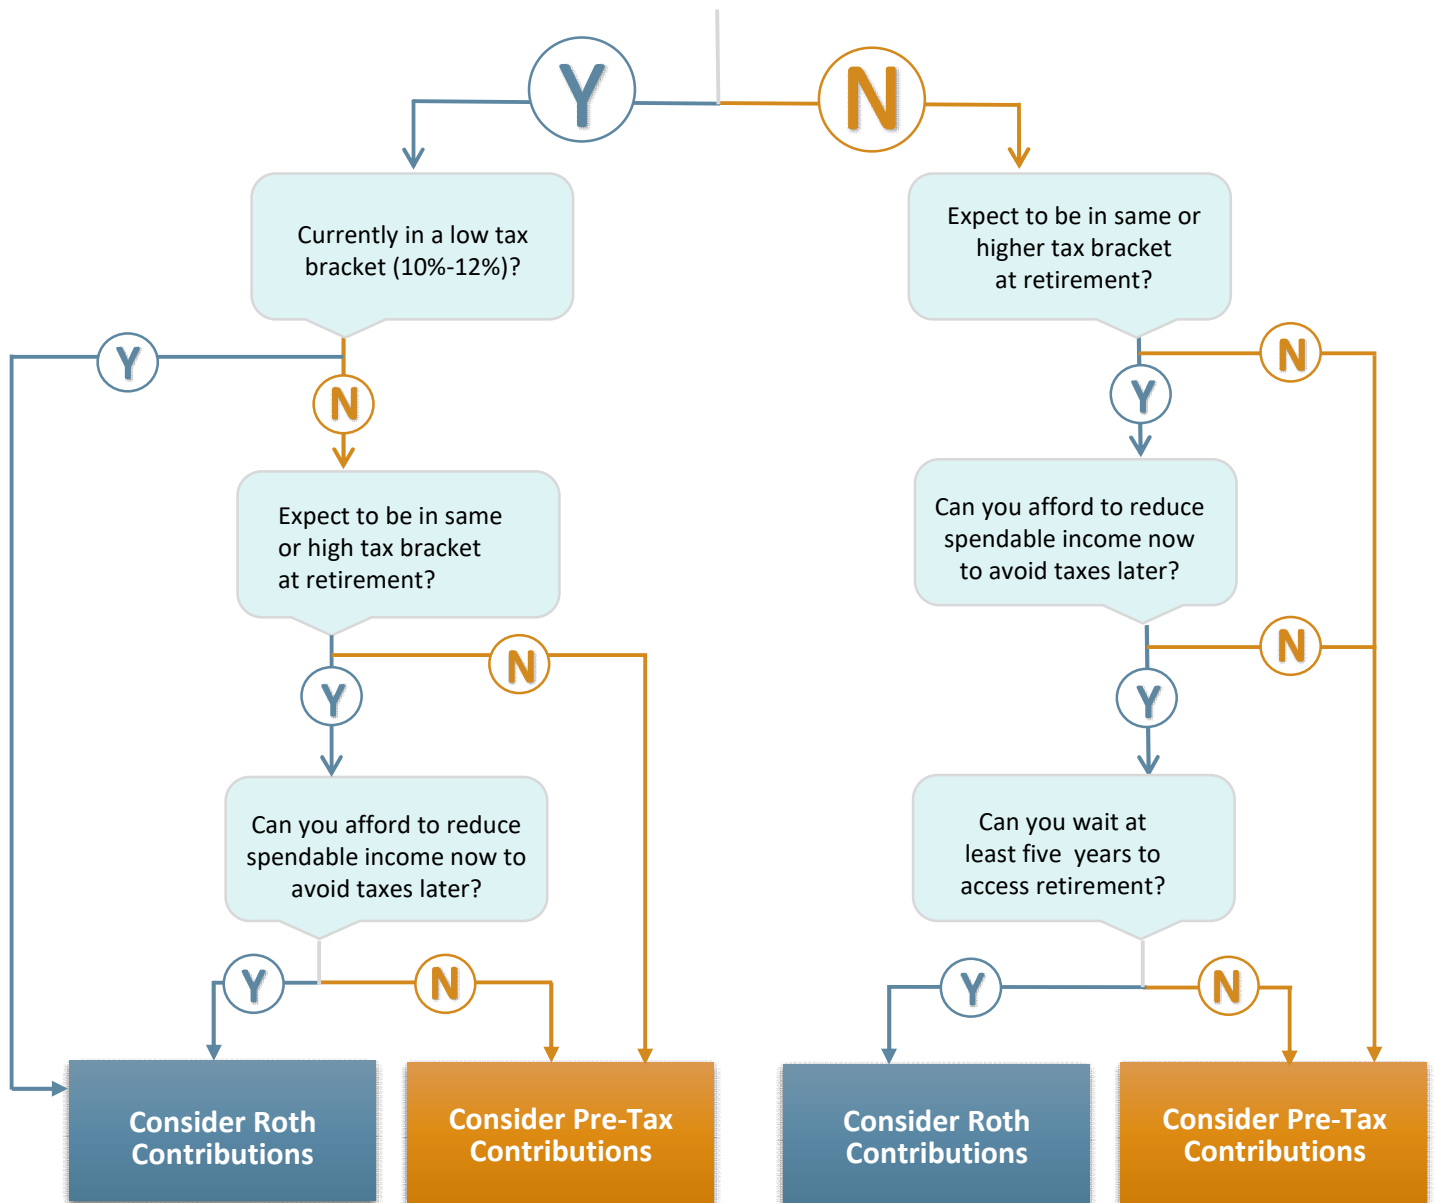 Y
N
Currently in a low tax
bracket (10%-12%)?
Expect to be in same or
higher tax bracket
at retirement?
Y
N
N
Y
Expect to be in same
or high tax bracket
at retirement?
Can you afford to reduce
spendable income now
to avoid taxes later?
N
Y
N
Y
Can you afford to reduce
spendable income now to
avoid taxes later?
Can you wait at
least five years to
access retirement?
Y
N
Y
N
Consider Roth
Contributions
Consider Pre-Tax
Contributions
Consider Roth
Contributions
Consider Pre-Tax
Contributions